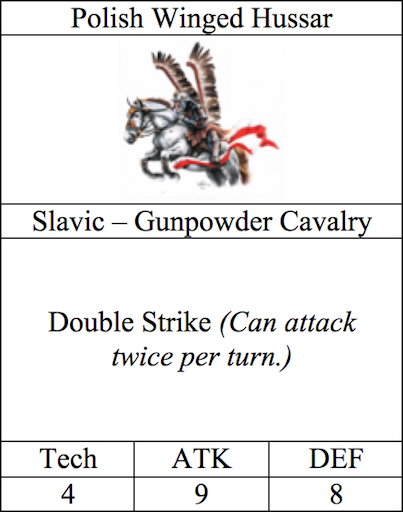 Polish Winged Hussar
Slavic – Gunpowder Cavalry
Double Strike (Can attack
twice per turn.)
Tech ATK DEF
4 9 8